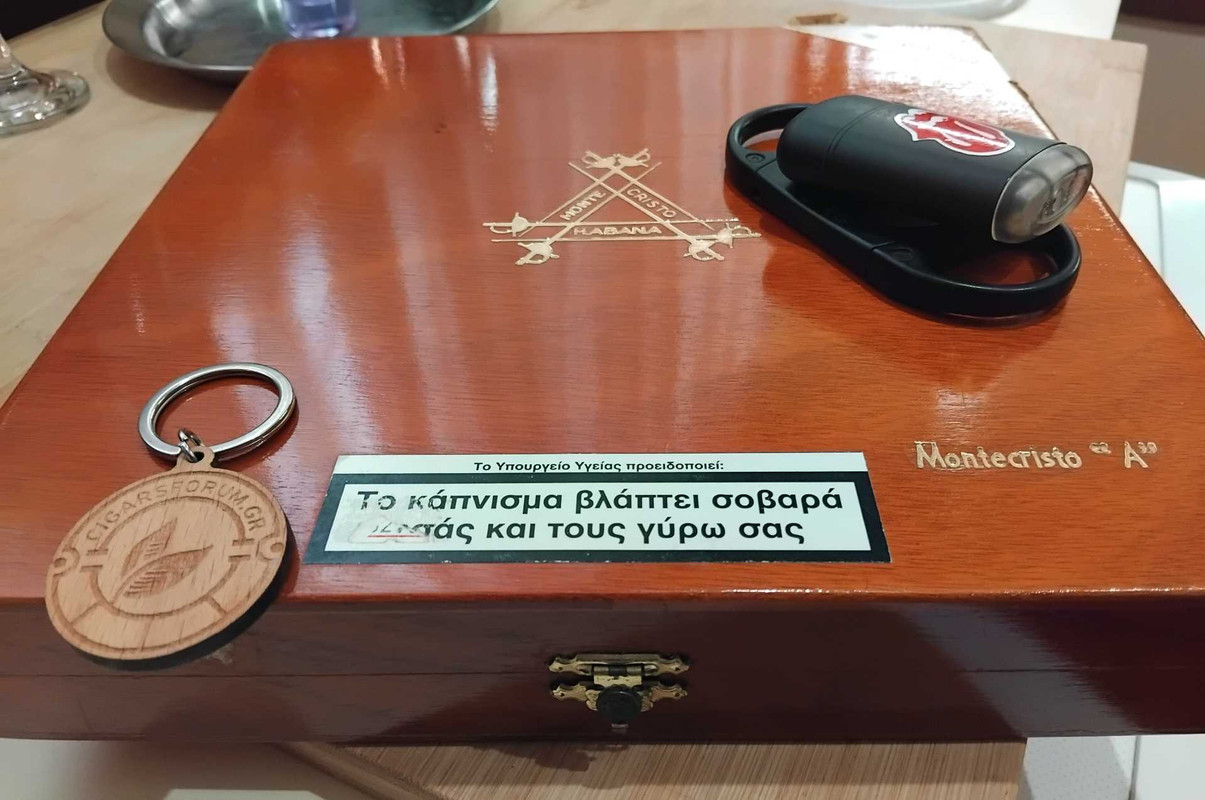 MONTE CRISTO
HABANA
Montecristo “ A”
CIGARSFORUM.GR
Το Υπουργείο Υγείας προειδοποιεί:
Το κάπνισμα βλάπτει σοβαρά
και τους γύρω σας